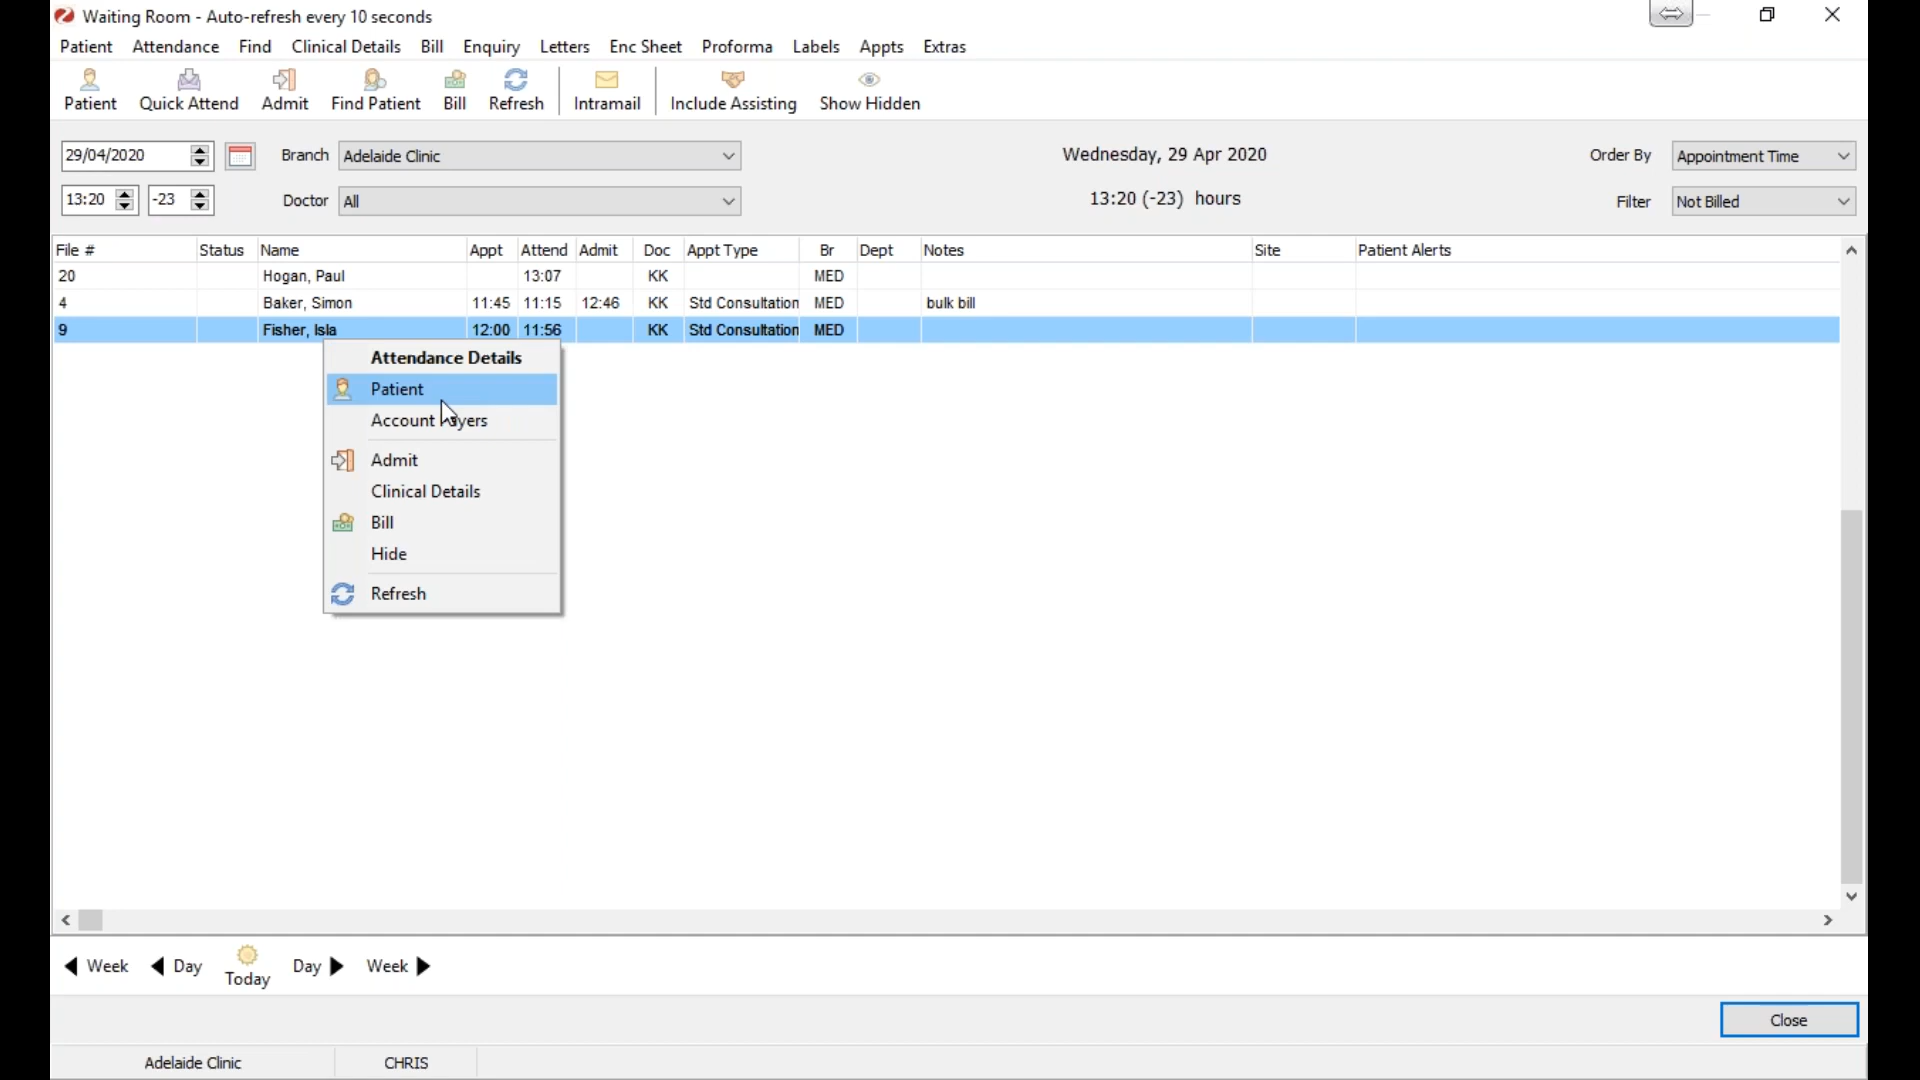 Waiting Room - Auto-refresh every 10 seconds
Patient Attendance Find Clinical Details Bill Enquiry Letters Enc Sheet Proforma Labels Appts Extras
Patient Quick Attend Admit Find Patient Bill Refresh Intramail Include Assisting Show Hidden
29/04/2020 Branch Adelaide Clinic Wednesday, 29 Apr 2020 Order By Appointment Time
13:20 -23 Doctor All 13:20 (-23) hours Filter Not Billed
File # Status Name Appt Attend Admit Doc Appt Type Br Dept Notes Site Patient Alerts
20 Hogan, Paul 13:07 KK MED
4 Baker, Simon 11:45 11:15 12:46 KK Std Consultation MED bulk bill
9 Fisher, Isla 12:00 11:56 KK Std Consultation MED
Attendance Details
Patient
Account
Admit
Clinical Details
Bill
Hide
Refresh
Week Day Today Day Week
Close
Adelaide Clinic CHRIS